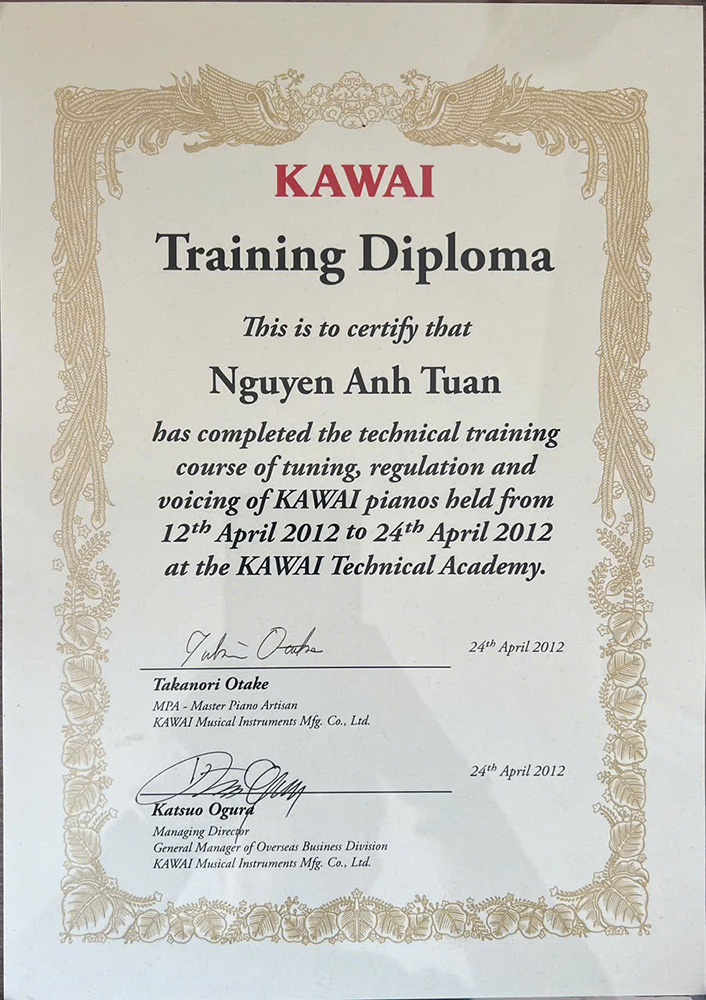 KAWAI
Training Diploma
This is to certify that
Nguyen Anh Tuan
has completed the technical training
course of tuning, regulation and
voicing of KAWAI pianos held from
12th April 2012 to 24th April 2012
at the KAWAI Technical Academy.
24th April 2012
Takanori Otake
MPA - Master Piano Artisan
KAWAI Musical Instruments Mfg. Co., Ltd.
24th April 2012
Katsuo Ogura
Managing Director
General Manager of Overseas Business Division
KAWAI Musical Instruments Mfg. Co., Ltd.